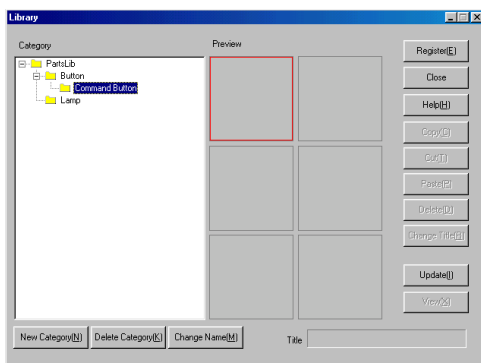 Library
Category
Preview
PartsLib
Button
Command Button
Lamp
Register(E)
Close
Help(H)
Copy(C)
Cut(T)
Paste(P)
Delete(D)
Change Title(R)
Update(I)
View(X)
New Category(N)
Delete Category(K)
Change Name(M)
Title